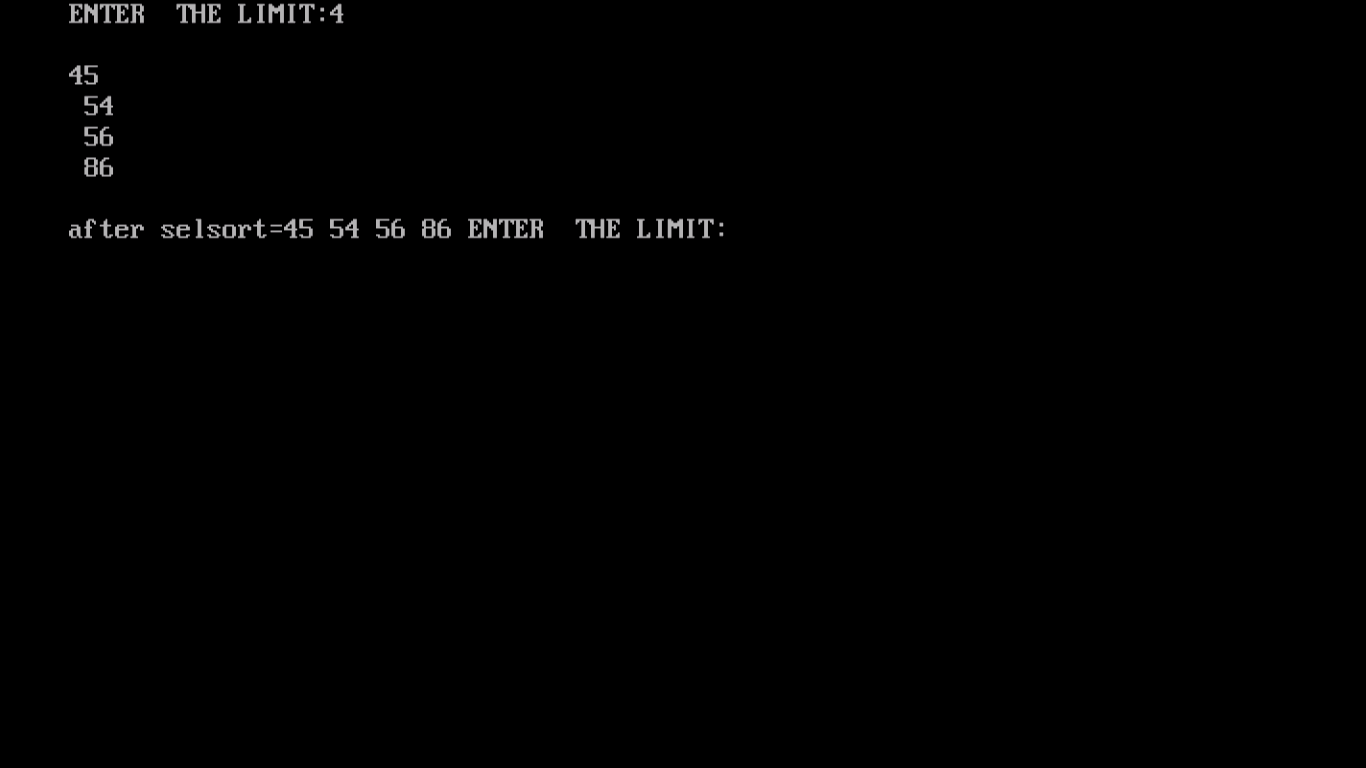 ENTER  THE LIMIT:4
45
54
56
86
after selsort=45 54 56 86 ENTER  THE LIMIT: